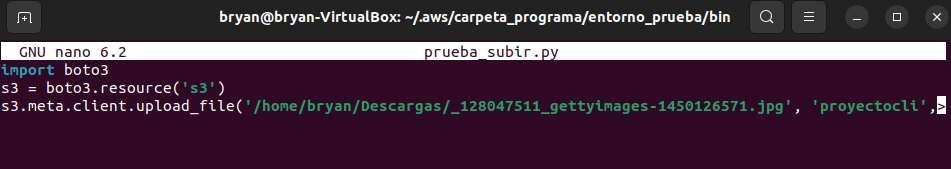 bryan@bryan-VirtualBox: ~/.aws/carpeta_programa/entorno_prueba/bin
GNU nano 6.2 prueba_subir.py
import boto3
s3 = boto3.resource('s3')
s3.meta.client.upload_file('/home/bryan/Descargas/_128047511_gettyimages-1450126571.jpg', 'proyectocli',>